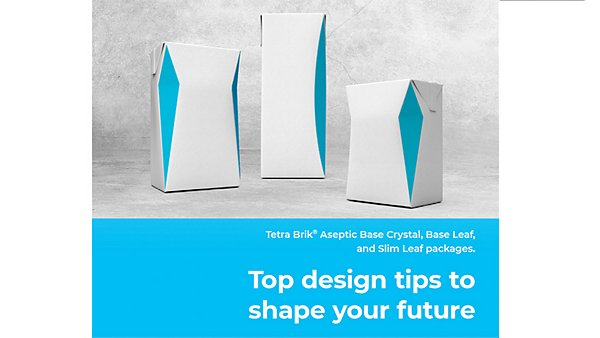 Tetra Brik® Aseptic Base Crystal, Base Leaf,
and Slim Leaf packages.
Top design tips to
shape your future